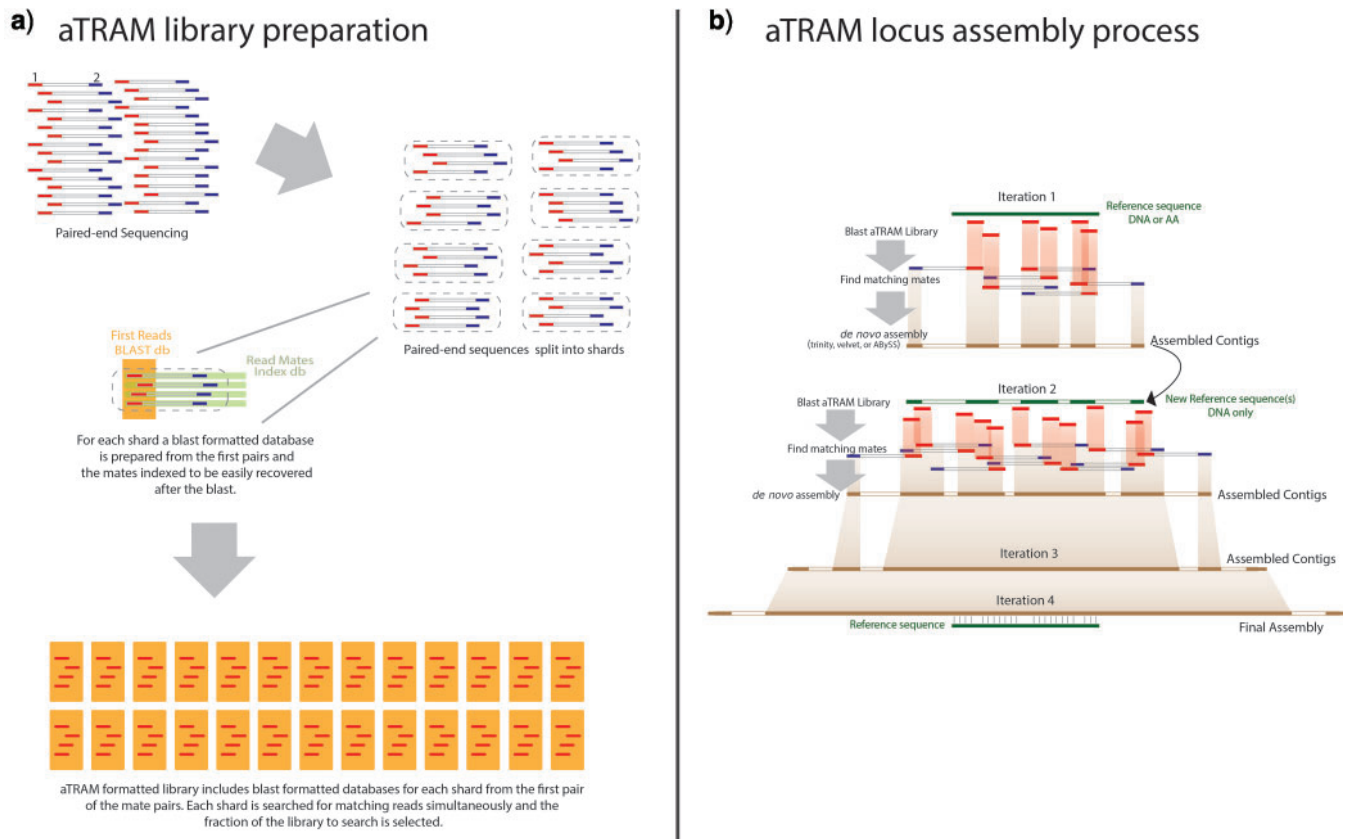 a) aTRAM library preparation
1 2
Paired-end Sequencing
Paired-end sequences split into shards
First Reads
BLAST db
Read Mates
Index db
For each shard a blast formatted database
is prepared from the first pairs and
the mates indexed to be easily recovered
after the blast.
aTRAM formatted library includes blast formatted databases for each shard from the first pair
of the mate pairs. Each shard is searched for matching reads simultaneously and the
fraction of the library to search is selected.
b) aTRAM locus assembly process
Iteration 1
Reference sequence
DNA or AA
Blast aTRAM Library
Find matching mates
de novo assembly
(trinity, velvet, or ABySS)
Assembled Contigs
Iteration 2
Blast aTRAM Library
New Reference sequence(s)
DNA only
Find matching mates
de novo assembly
Assembled Contigs
Iteration 3
Assembled Contigs
Iteration 4
Reference sequence
Final Assembly